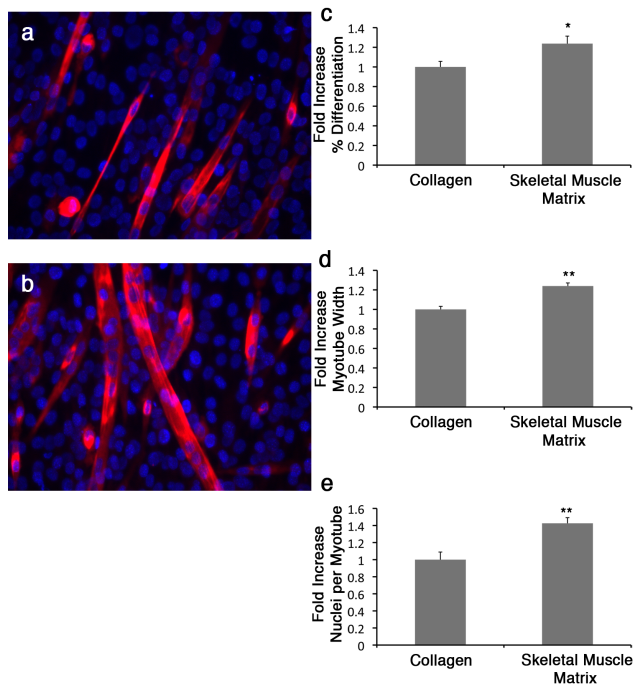 a
b
c
Fold Increase
% Differentiation
1.4
1.2
1
0.8
0.6
0.4
0.2
0
*
Collagen
Skeletal Muscle
Matrix
d
Fold Increase
Myotube Width
1.4
1.2
1
0.8
0.6
0.4
0.2
0
**
Collagen
Skeletal Muscle
Matrix
e
Fold Increase
Nuclei per Myotube
1.6
1.4
1.2
1
0.8
0.6
0.4
0.2
0
**
Collagen
Skeletal Muscle
Matrix